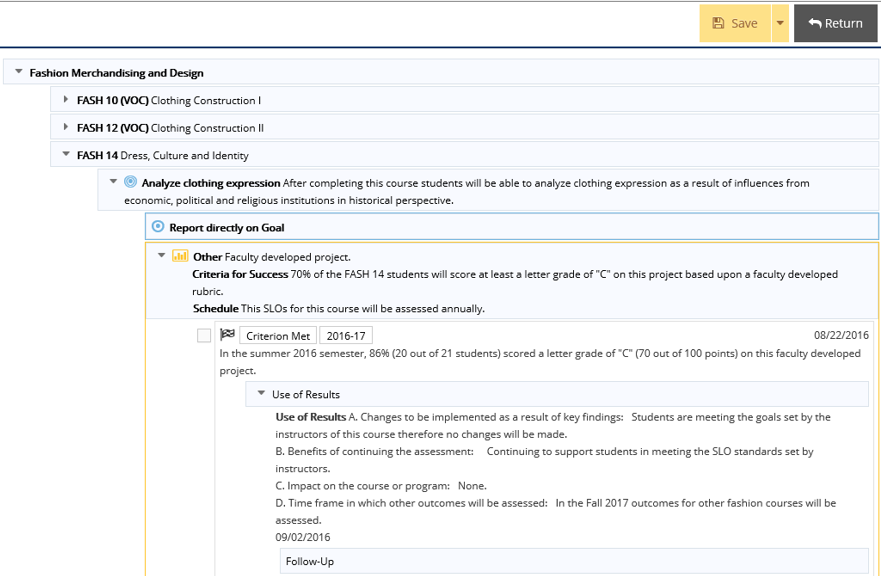 Save
Return
Fashion Merchandising and Design
FASH 10 (VOC) Clothing Construction I
FASH 12 (VOC) Clothing Construction II
FASH 14 Dress, Culture and Identity
Analyze clothing expression After completing this course students will be able to analyze clothing expression as a result of influences from
economic, political and religious institutions in historical perspective.
Report directly on Goal
Other Faculty developed project.
Criteria for Success 70% of the FASH 14 students will score at least a letter grade of "C" on this project based upon a faculty developed
rubric.
Schedule This SLOs for this course will be assessed annually.
Criterion Met 2016-17 08/22/2016
In the summer 2016 semester, 86% (20 out of 21 students) scored a letter grade of "C" (70 out of 100 points) on this faculty developed
project.
Use of Results
Use of Results A. Changes to be implemented as a result of key findings: Students are meeting the goals set by the
instructors of this course therefore no changes will be made.
B. Benefits of continuing the assessment: Continuing to support students in meeting the SLO standards set by
instructors.
C. Impact on the course or program: None.
D. Time frame in which other outcomes will be assessed: In the Fall 2017 outcomes for other fashion courses will be
assessed.
09/02/2016
Follow-Up